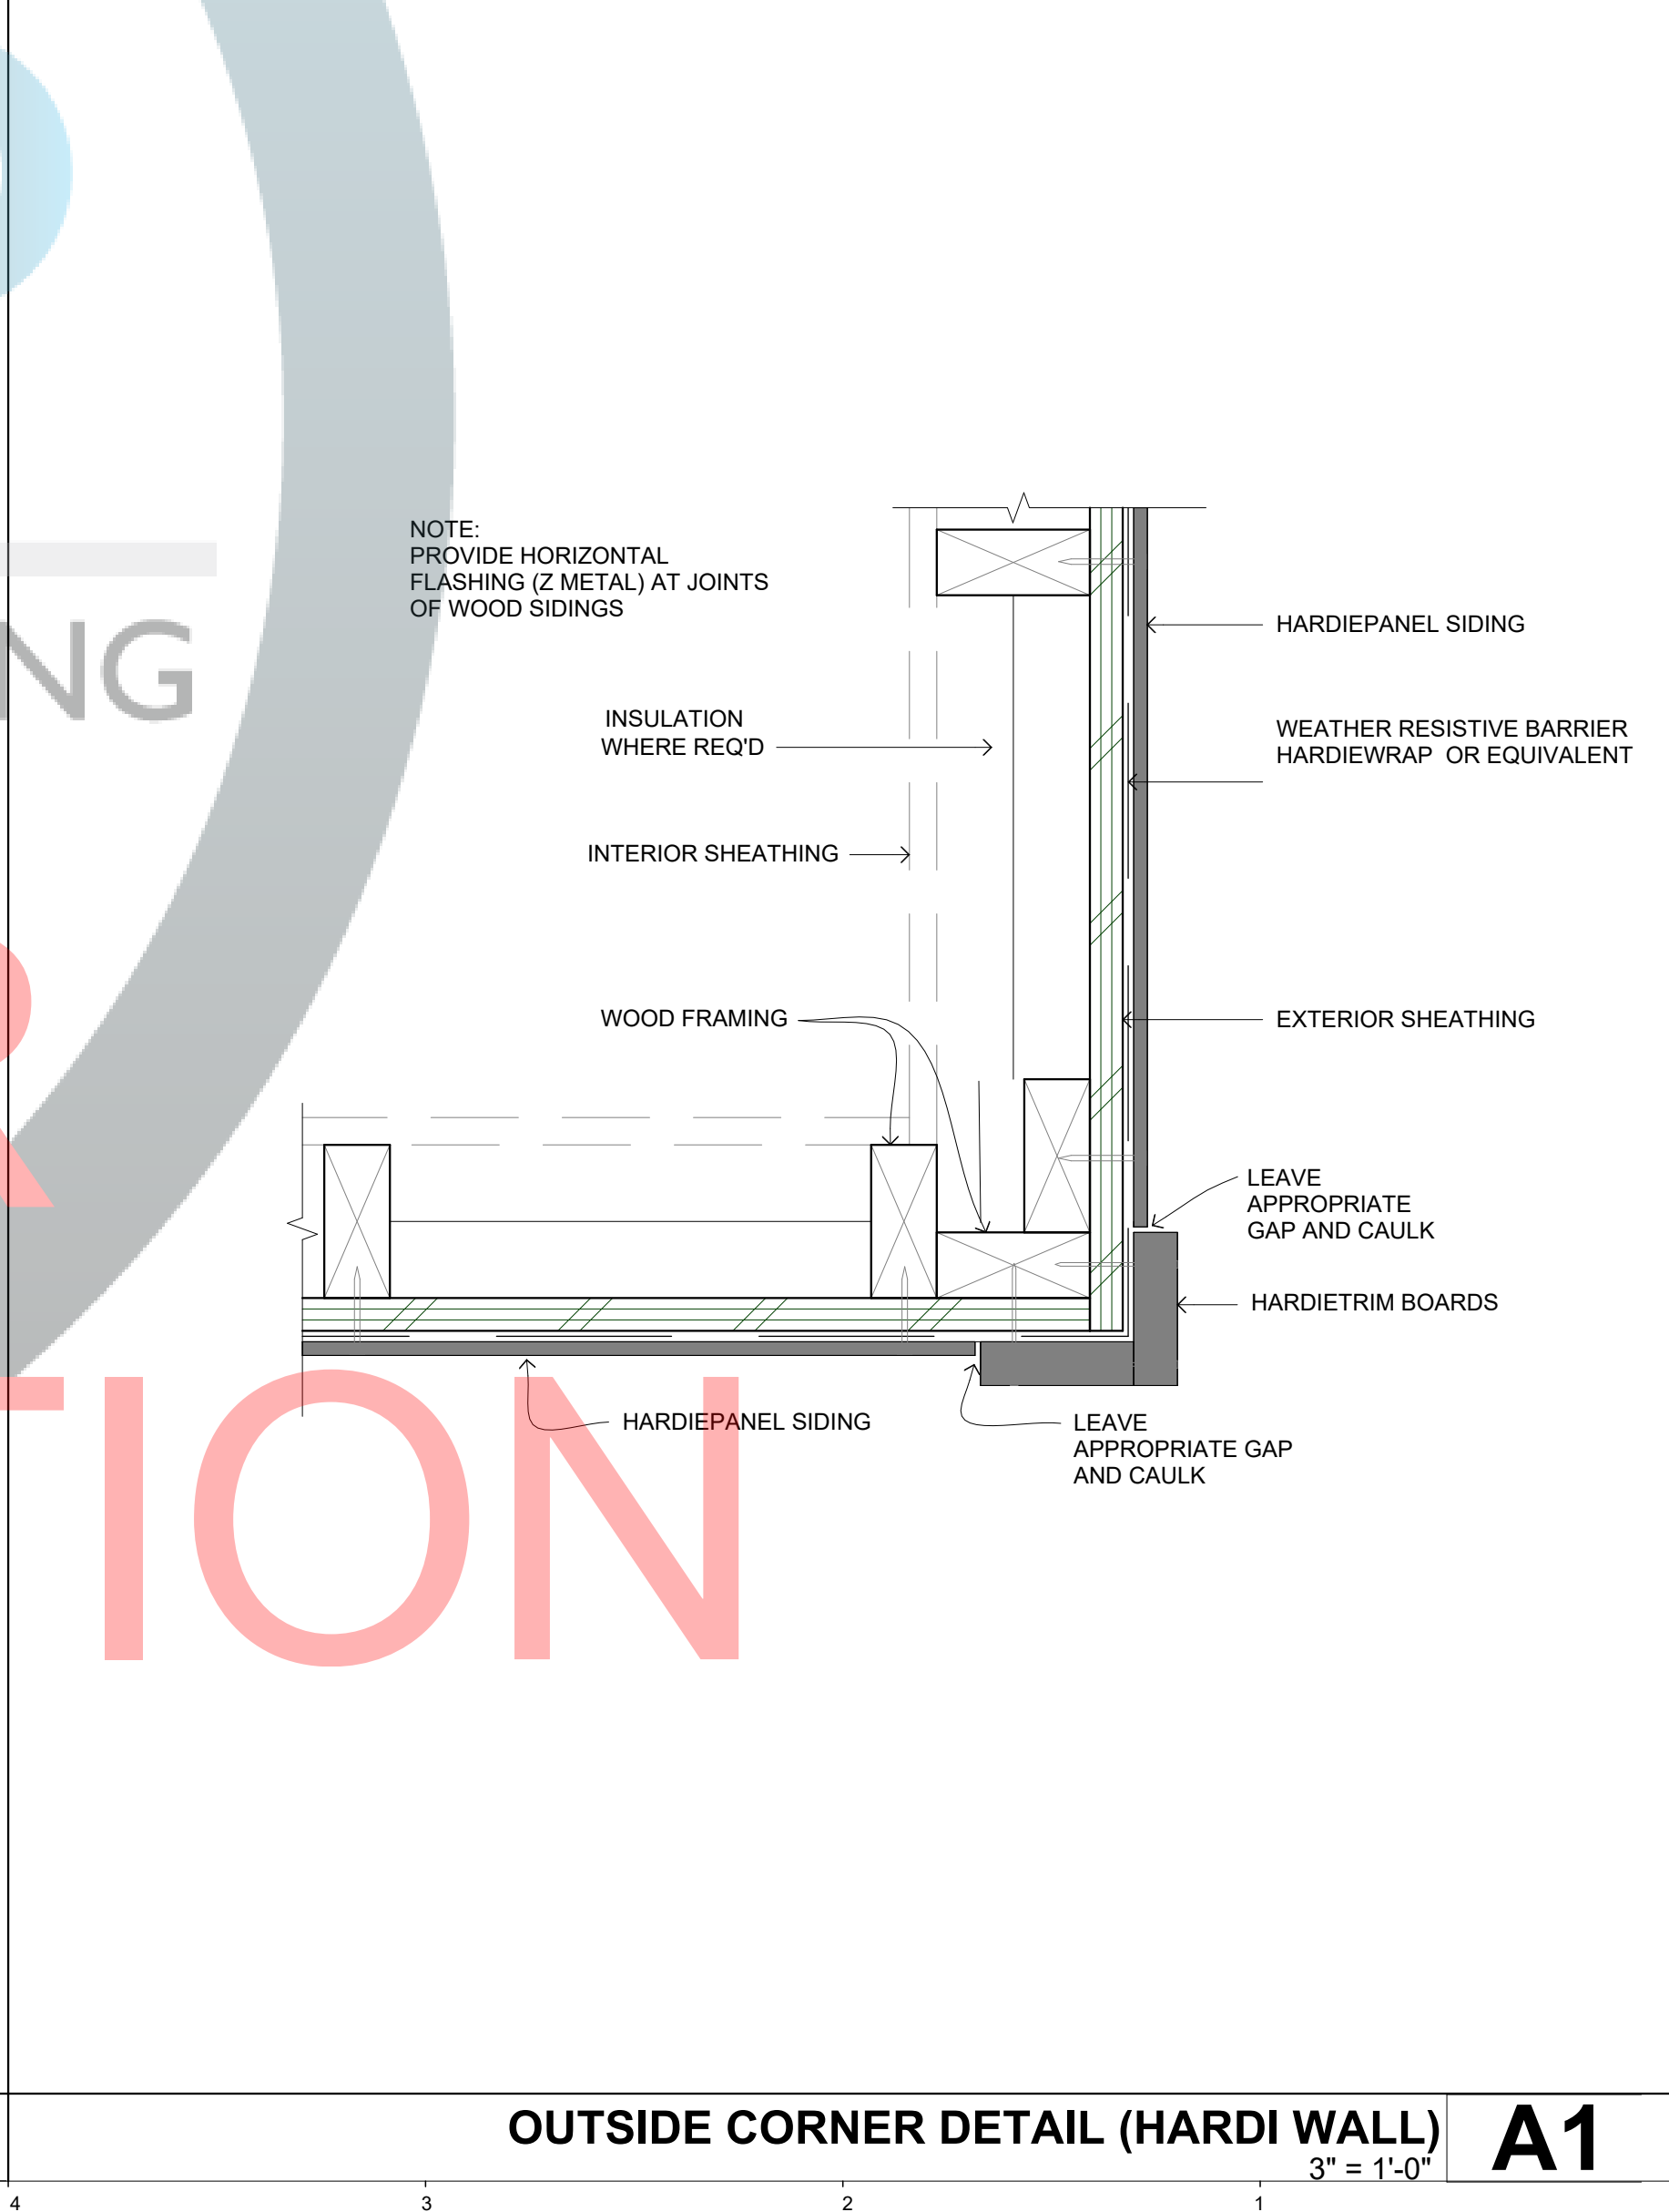 NOTE:
PROVIDE HORIZONTAL
FLASHING (Z METAL) AT JOINTS
OF WOOD SIDINGS
HARDIEPANEL SIDING
INSULATION
WHERE REQ'D
WEATHER RESISTIVE BARRIER
HARDIEWRAP  OR EQUIVALENT
INTERIOR SHEATHING
WOOD FRAMING
EXTERIOR SHEATHING
LEAVE
APPROPRIATE
GAP AND CAULK
HARDIETRIM BOARDS
HARDIEPANEL SIDING
LEAVE
APPROPRIATE GAP
AND CAULK
NG
TION
OUTSIDE CORNER DETAIL (HARDI WALL)
3" = 1'-0"
A1
4
3
2
1